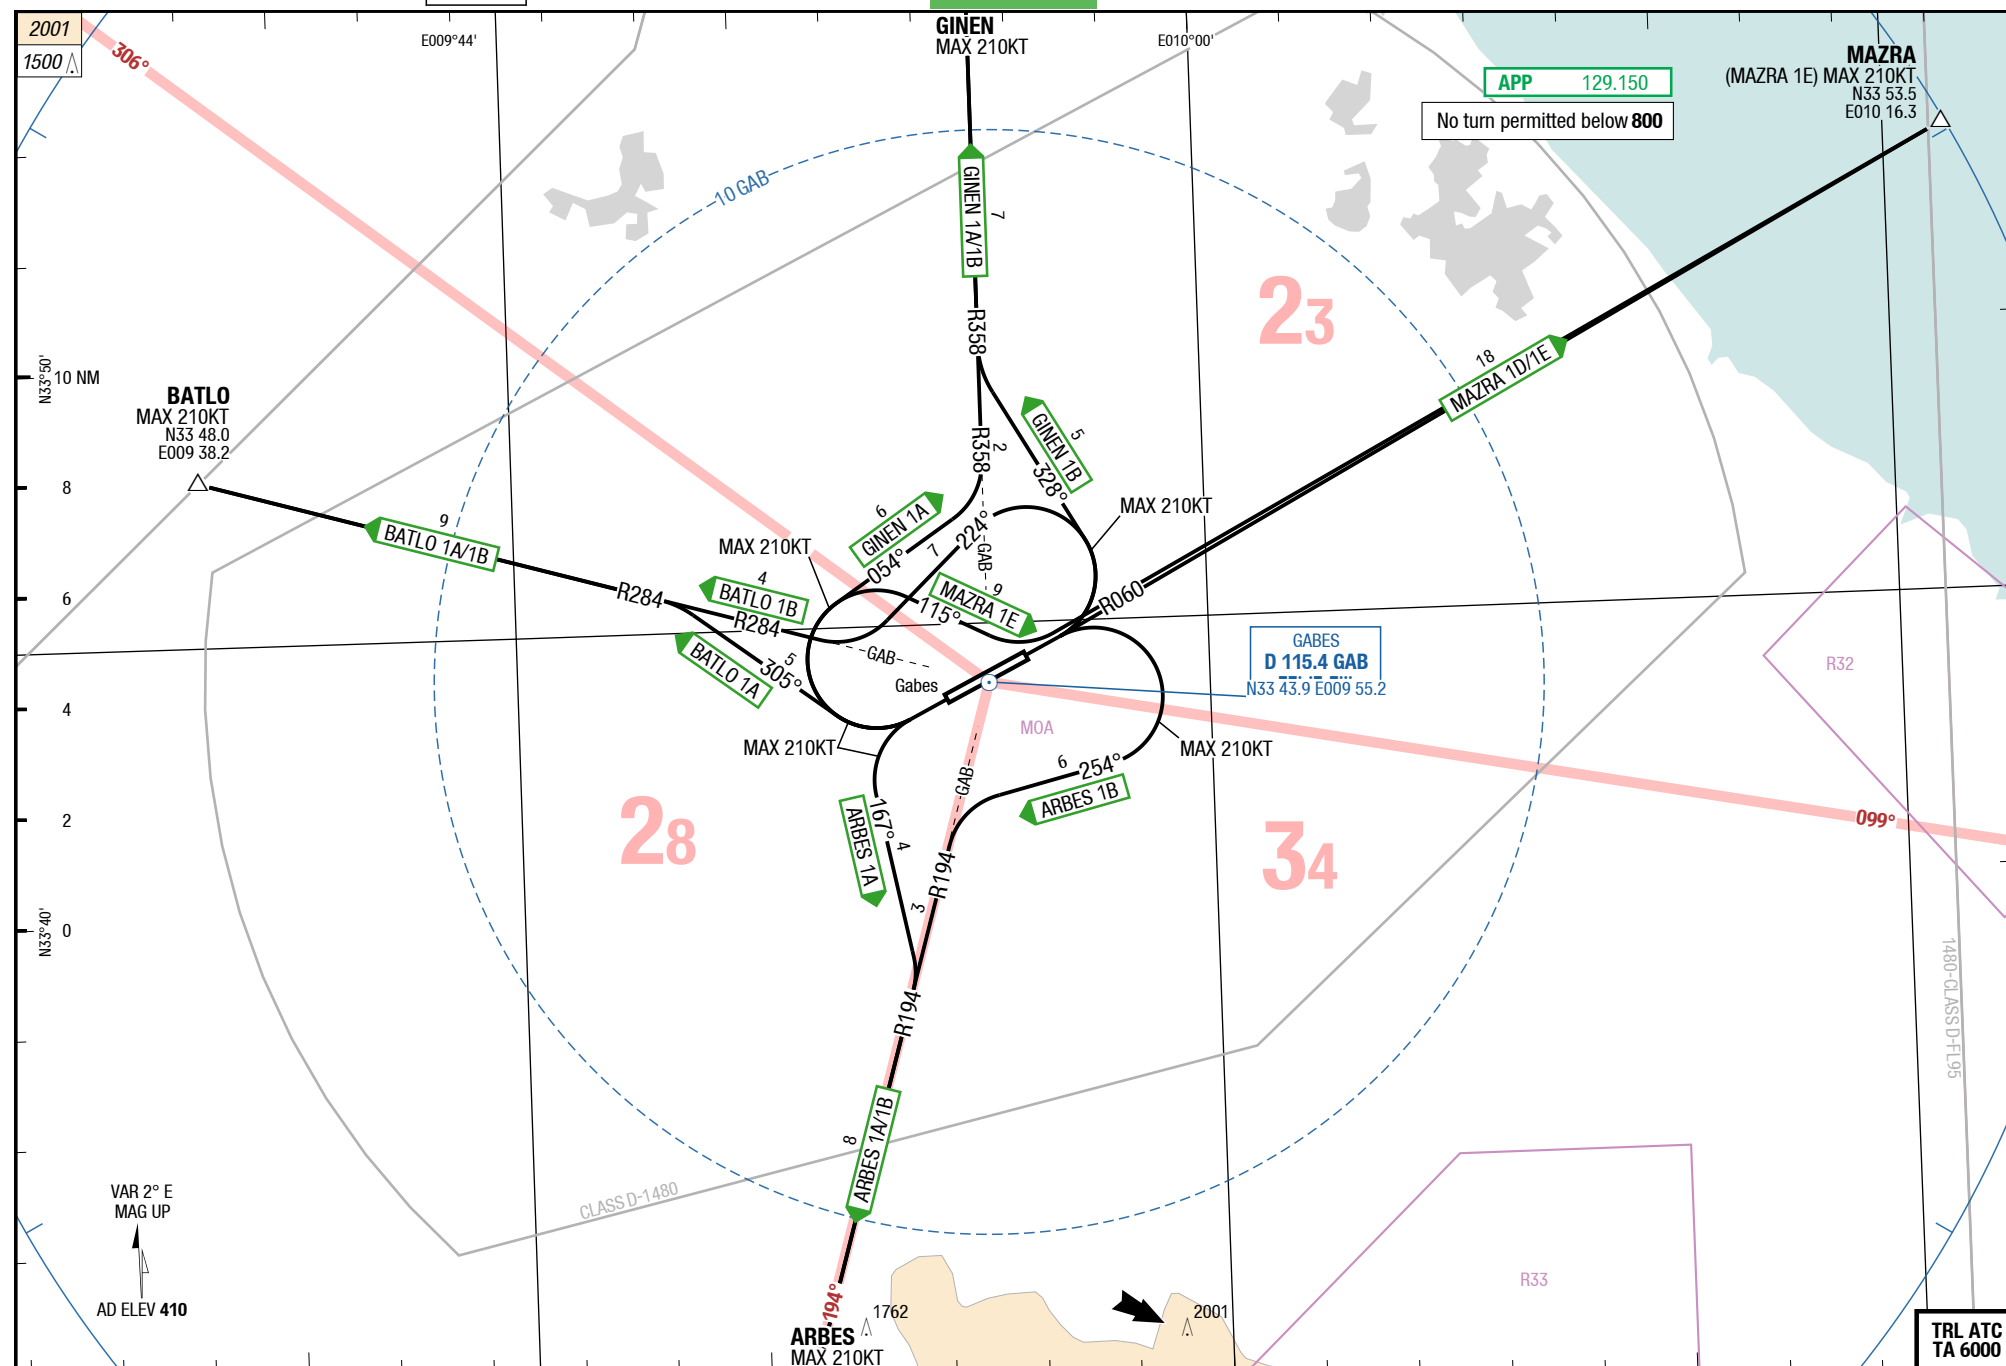 2001
1500
306°
E009°44'
GINEN
MAX 210KT
E010°00'
APP 129.150
No turn permitted below 800
MAZRA
(MAZRA 1E) MAX 210KT
N33 53.5
E010 16.3
10 GAB
GINEN 1A/1B
7
R358
23
18
MAZRA 1D/1E
N33°50'
10 NM
BATLO
MAX 210KT
N33 48.0
E009 38.2
8
9
BATLO 1A/1B
R358
2
5
GINEN 1B
328°
MAX 210KT
6
GINEN 1A
054°
7
224°
GAB
MAX 210KT
9
MAZRA 1E
115°
R060
6
R284
4
BATLO 1B
R284
GAB
5
BATLO 1A
305°
Gabes
GABES
D 115.4 GAB
N33 43.9 E009 55.2
R32
4
MOA
MAX 210KT
MAX 210KT
6
254°
ARBES 1B
GAB
099°
2
167°
4
ARBES 1A
28
34
3
R194
N33°40'
0
R194
1480-CLASS D-FL95
8
ARBES 1A/1B
CLASS D-1480
VAR 2° E
MAG UP
AD ELEV 410
194°
R33
1762
2001
ARBES
MAX 210KT
TRL ATC
TA 6000